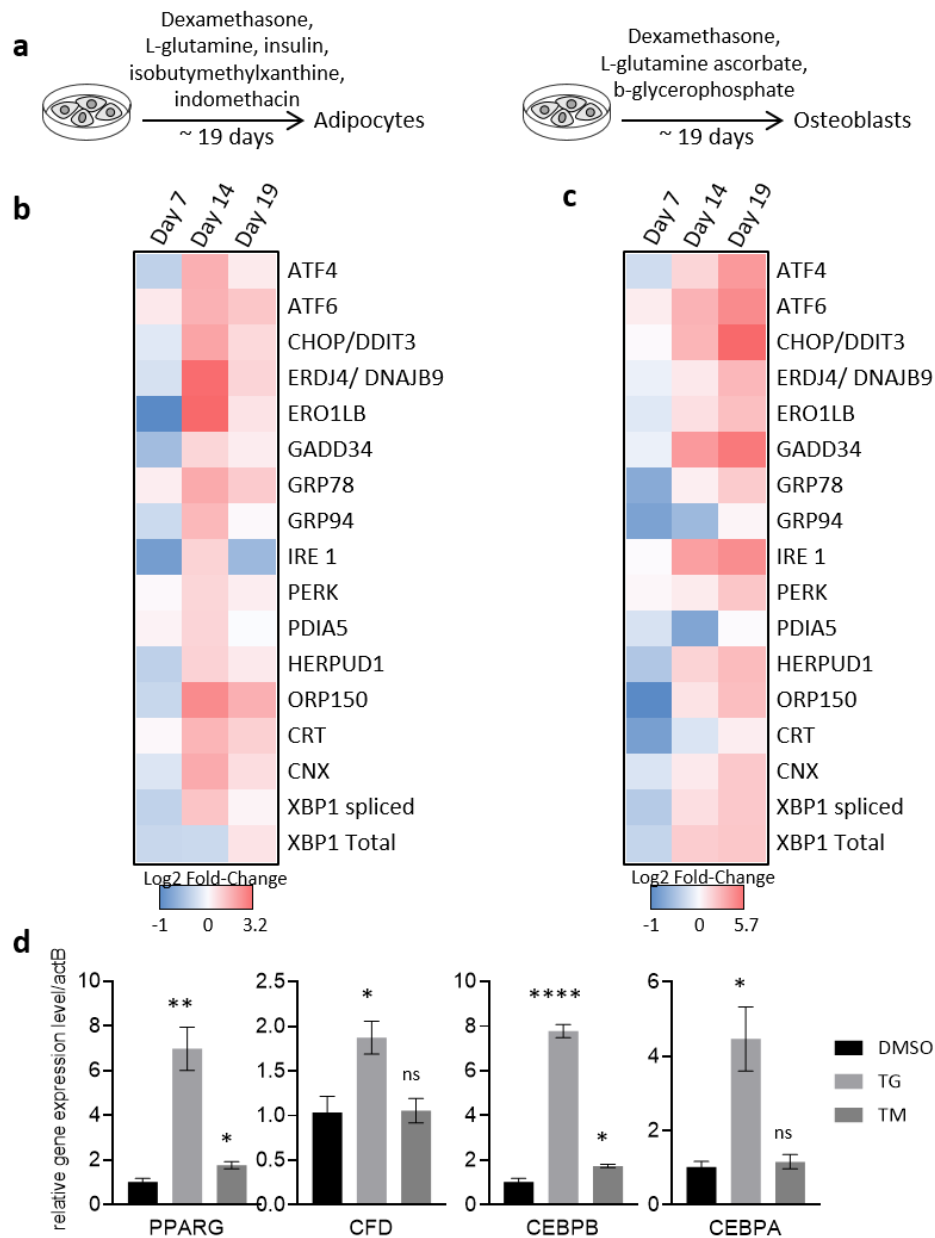 a
Dexamethasone,
L-glutamine, insulin,
isobutymethylxanthine,
indomethacin
~ 19 days
Adipocytes
Dexamethasone,
L-glutamine ascorbate,
b-glycerophosphate
~ 19 days
Osteoblasts
b
Day 7
Day 14
Day 19
ATF4
ATF6
CHOP/DDIT3
ERDJ4/ DNAJB9
ERO1LB
GADD34
GRP78
GRP94
IRE 1
PERK
PDIA5
HERPUD1
ORP150
CRT
CNX
XBP1 spliced
XBP1 Total
Log2 Fold-Change
-1 0 3.2
c
Day 7
Day 14
Day 19
ATF4
ATF6
CHOP/DDIT3
ERDJ4/ DNAJB9
ERO1LB
GADD34
GRP78
GRP94
IRE 1
PERK
PDIA5
HERPUD1
ORP150
CRT
CNX
XBP1 spliced
XBP1 Total
Log2 Fold-Change
-1 0 5.7
d
relative gene expression level/actB
10
8
6
4
2
0
**
*
PPARG
2.5
2.0
1.5
1.0
0.5
0.0
*
ns
CFD
10
8
6
4
2
0
****
*
CEBPB
6
4
2
0
*
ns
CEBPA
DMSO
TG
TM